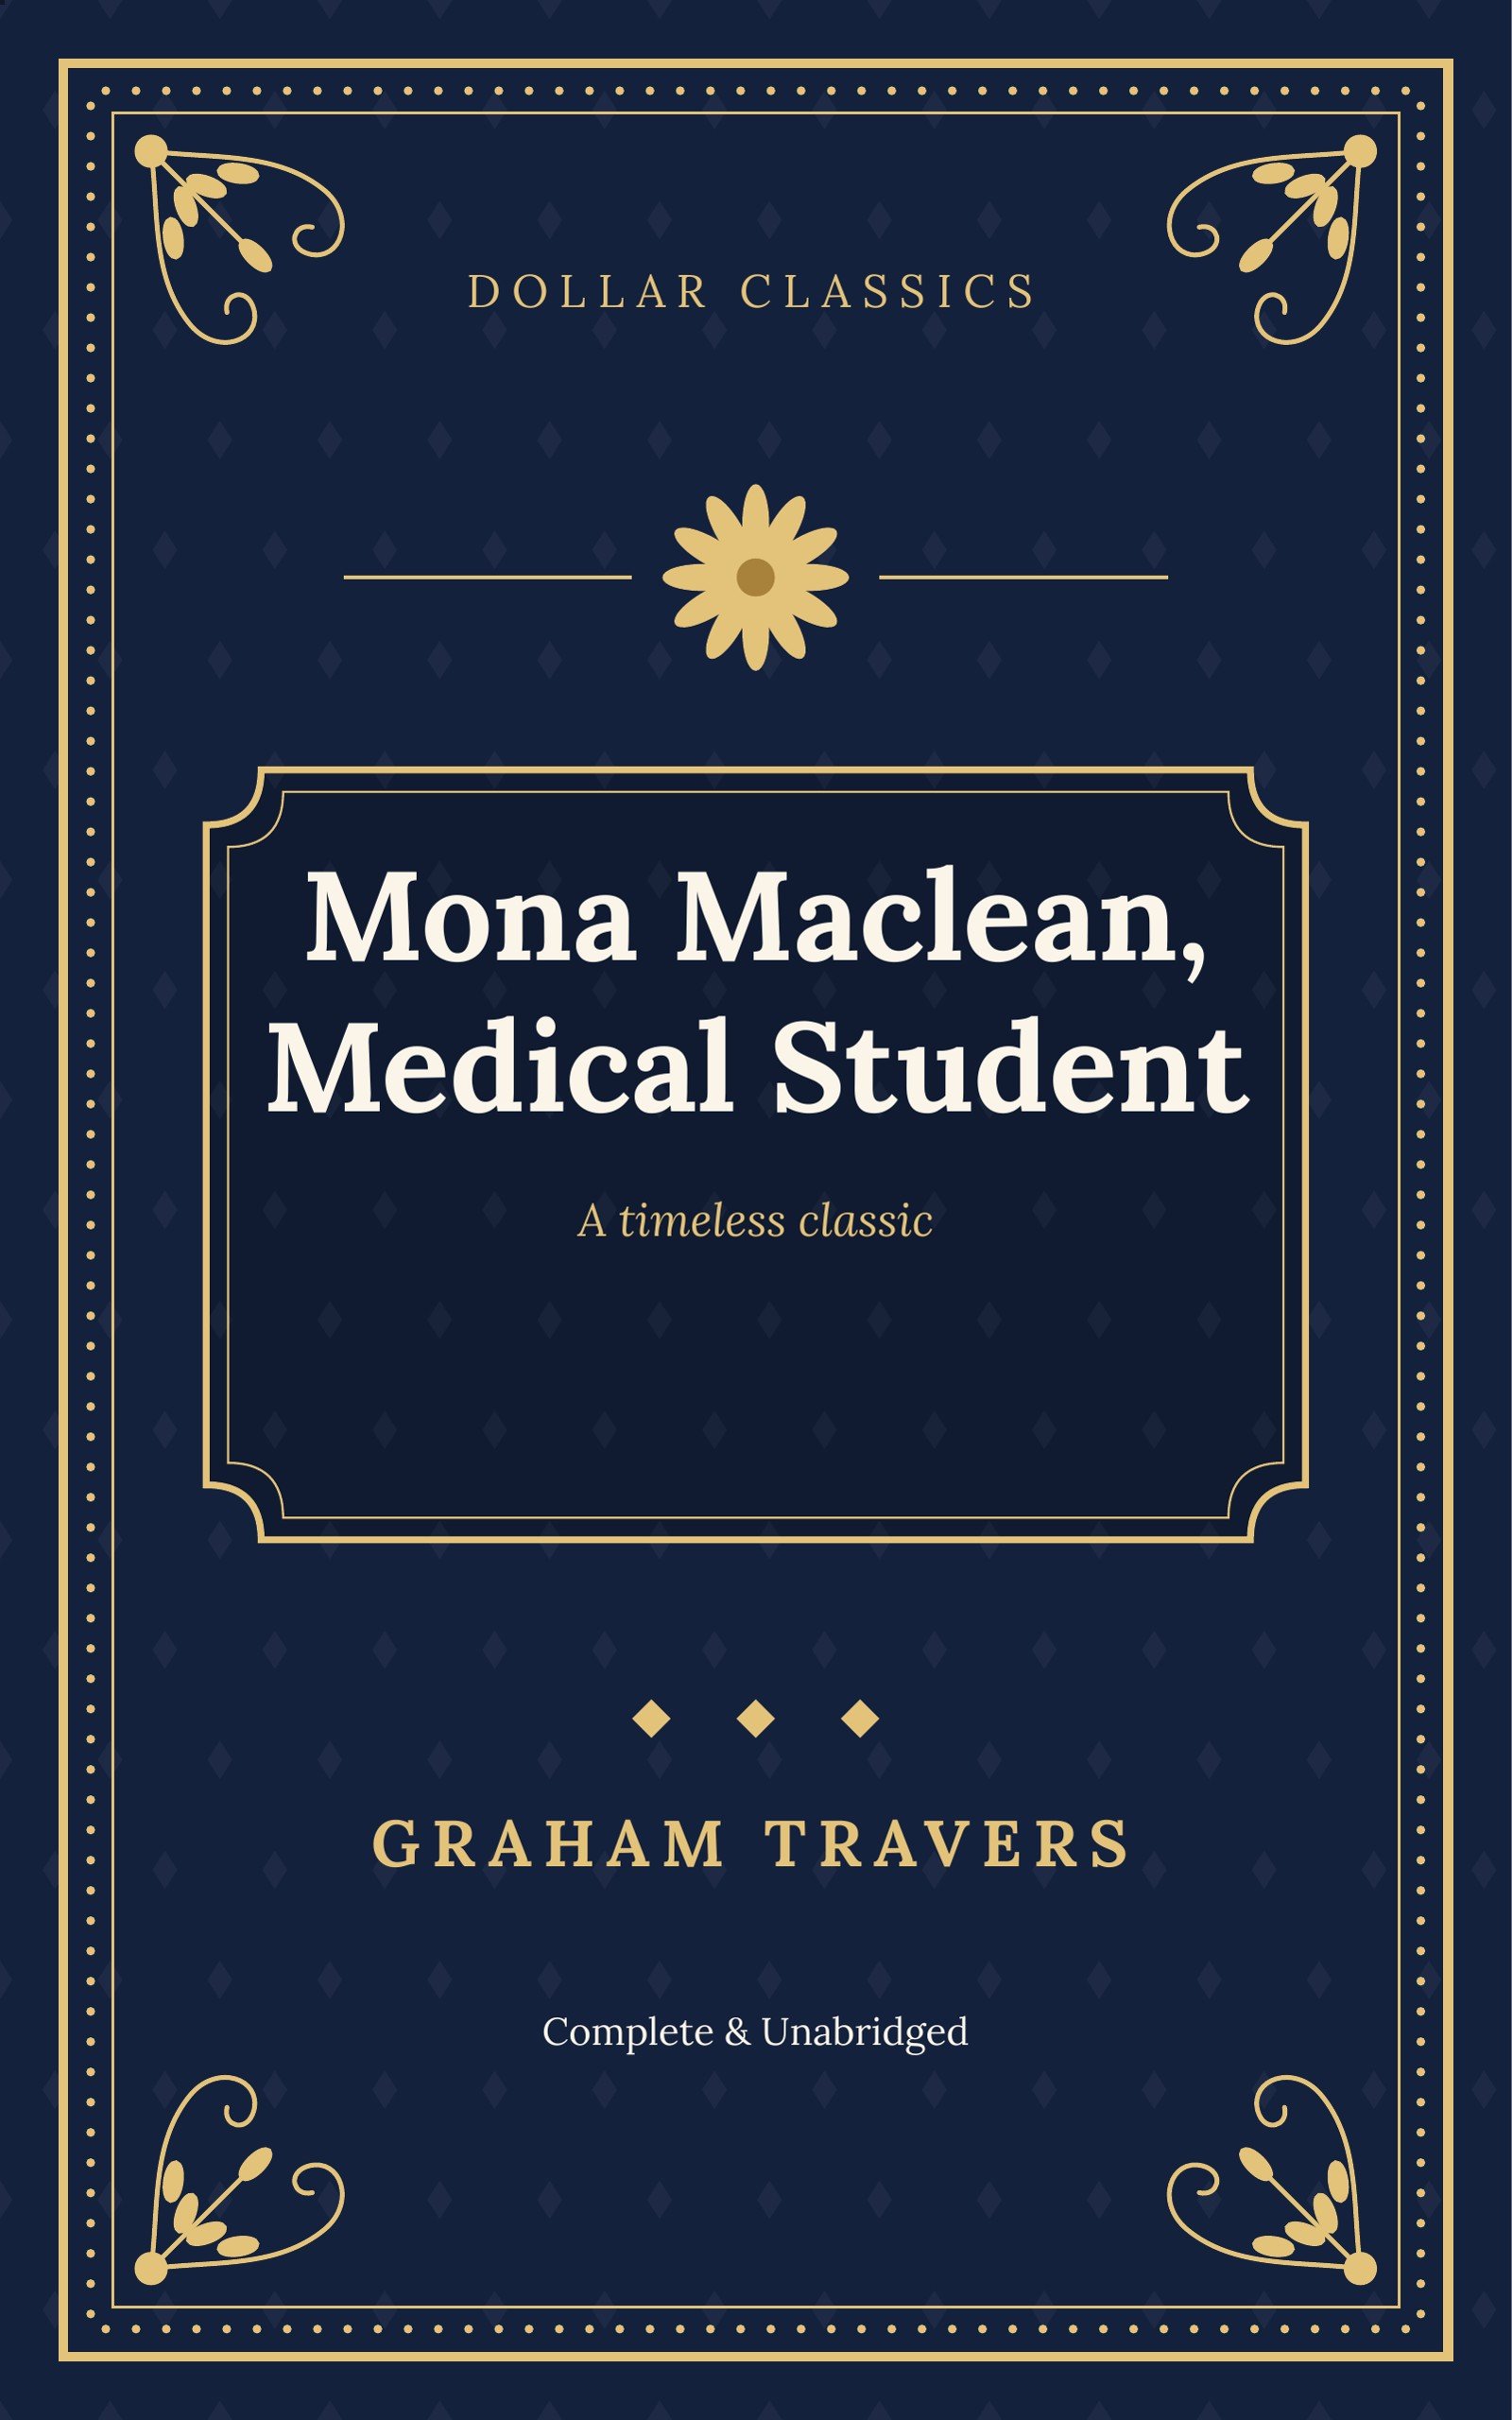 DOLLAR CLASSICS
Mona Maclean,
Medical Student
A timeless classic
GRAHAM TRAVERS
Complete & Unabridged